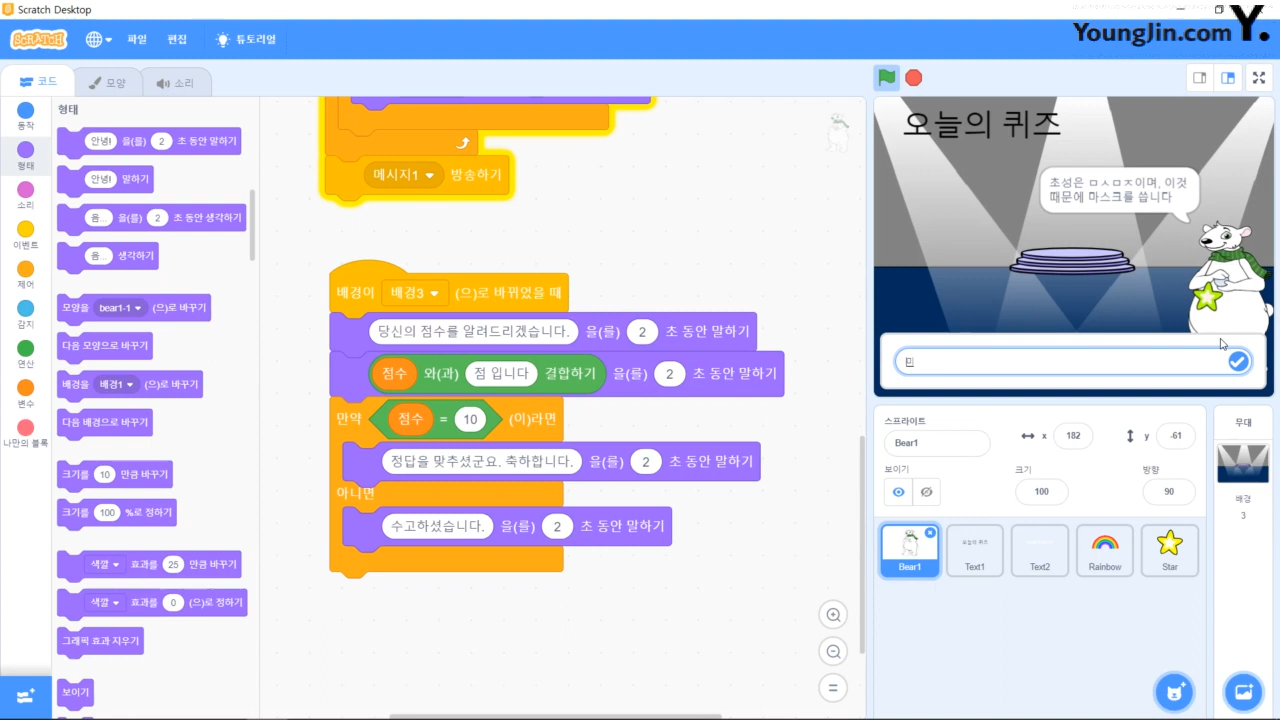 Scratch Desktop
SCRATCH
파일
편집
튜토리얼
YoungJin.com Y.
코드
모양
소리
동작
형태
소리
이벤트
제어
감지
연산
변수
나만의 블록
형태
안녕! 을(를) 2 초 동안 말하기
안녕! 말하기
음... 을(를) 2 초 동안 생각하기
음... 생각하기
모양을 bear1-1 (으)로 바꾸기
다음 모양으로 바꾸기
배경을 배경1 (으)로 바꾸기
다음 배경으로 바꾸기
크기를 10 만큼 바꾸기
크기를 100 %로 정하기
색깔 효과를 25 만큼 바꾸기
색깔 효과를 0 (으)로 정하기
그래픽 효과 지우기
보이기
메시지1 방송하기
배경이 배경3 (으)로 바뀌었을 때
당신의 점수를 알려드리겠습니다. 을(를) 2 초 동안 말하기
점수 와(과) 점 입니다 결합하기 을(를) 2 초 동안 말하기
만약 점수 = 10 (이)라면
정답을 맞추셨군요. 축하합니다. 을(를) 2 초 동안 말하기
아니면
수고하셨습니다. 을(를) 2 초 동안 말하기
오늘의 퀴즈
초성은 ㅁㅅㅁㅈ이며, 이것
때문에 마스크를 씁니다
스프라이트
Bear1
x 182
y -61
보이기
크기
100
방향
90
Bear1
오늘의 퀴즈
Text1
Text2
Rainbow
Star
무대
배경
3